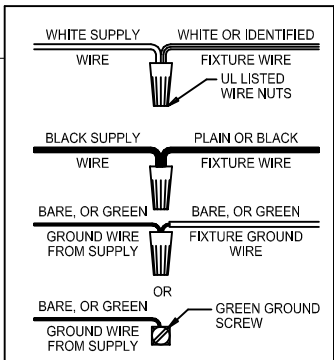 WHITE SUPPLY WIRE
WHITE OR IDENTIFIED FIXTURE WIRE
UL LISTED
WIRE NUTS
BLACK SUPPLY WIRE
PLAIN OR BLACK FIXTURE WIRE
BARE, OR GREEN
GROUND WIRE
FROM SUPPLY
BARE, OR GREEN
FIXTURE GROUND
WIRE
OR
BARE, OR GREEN
GROUND WIRE
FROM SUPPLY
GREEN GROUND
SCREW